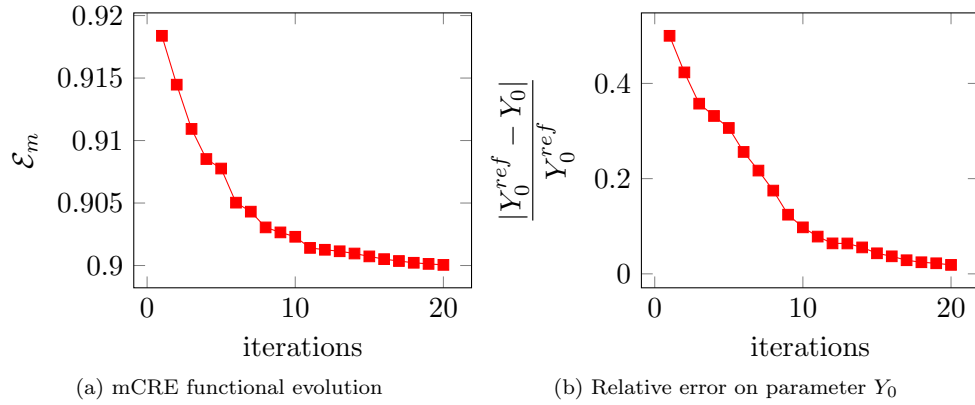 0.92
0.915
0.91
0.905
0.9
0
10
20
iterations
ℰ_m
(a) mCRE functional evolution
|Y_0^{ref} − Y_0|
Y_0^{ref}
0.4
0.2
0
0
10
20
iterations
(b) Relative error on parameter Y_0